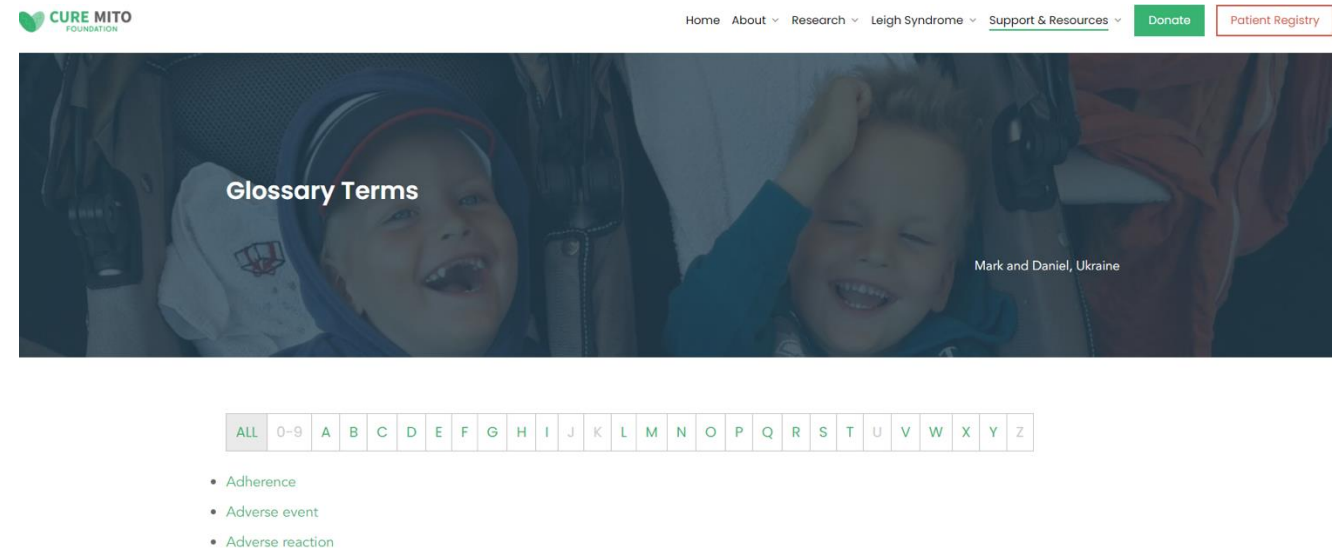 CURE MITO
FOUNDATION
Home About Research Leigh Syndrome Support & Resources Donate Patient Registry
Glossary Terms
Mark and Daniel, Ukraine
ALL 0-9 A B C D E F G H I J K L M N O P Q R S T U V W X Y Z
Adherence
Adverse event
Adverse reaction